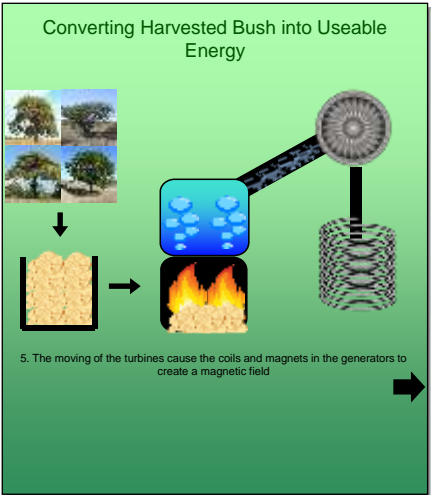 Converting Harvested Bush into Useable
Energy
5. The moving of the turbines cause the coils and magnets in the generators to
create a magnetic field